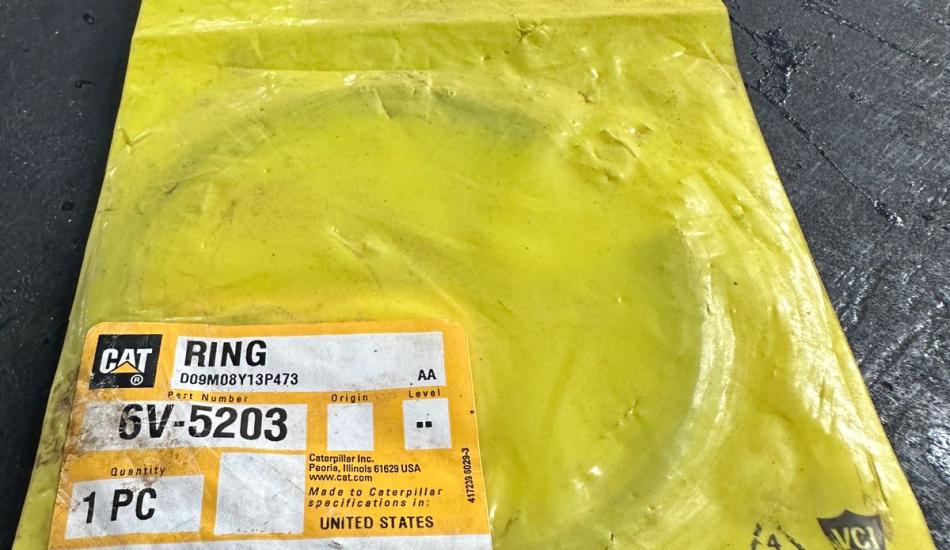 CAT
®
RING
D09M08Y13P473
AA
Part Number
Origin
Level
6V-5203
--
Quantity
1 PC
Caterpillar Inc.
Peoria, Illinois 61629 USA
www.cat.com
Made to Caterpillar
specifications in:
UNITED STATES
417239 6029-3
4
VCI